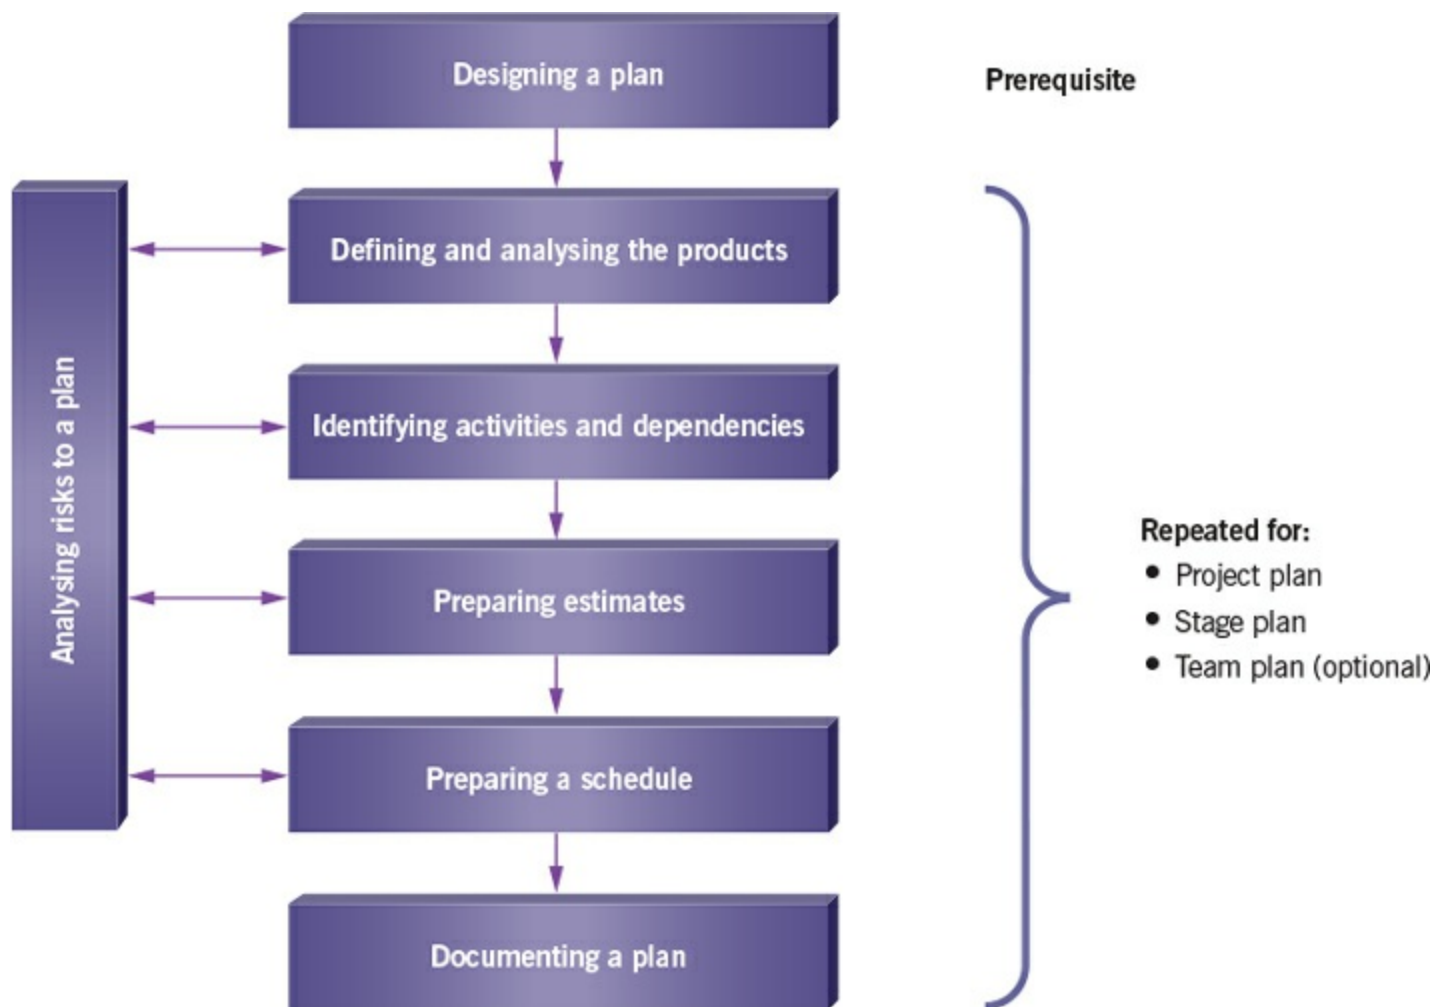 Designing a plan
Prerequisite
Analysing risks to a plan
Defining and analysing the products
Identifying activities and dependencies
Preparing estimates
Preparing a schedule
Documenting a plan
Repeated for:
• Project plan
• Stage plan
• Team plan (optional)